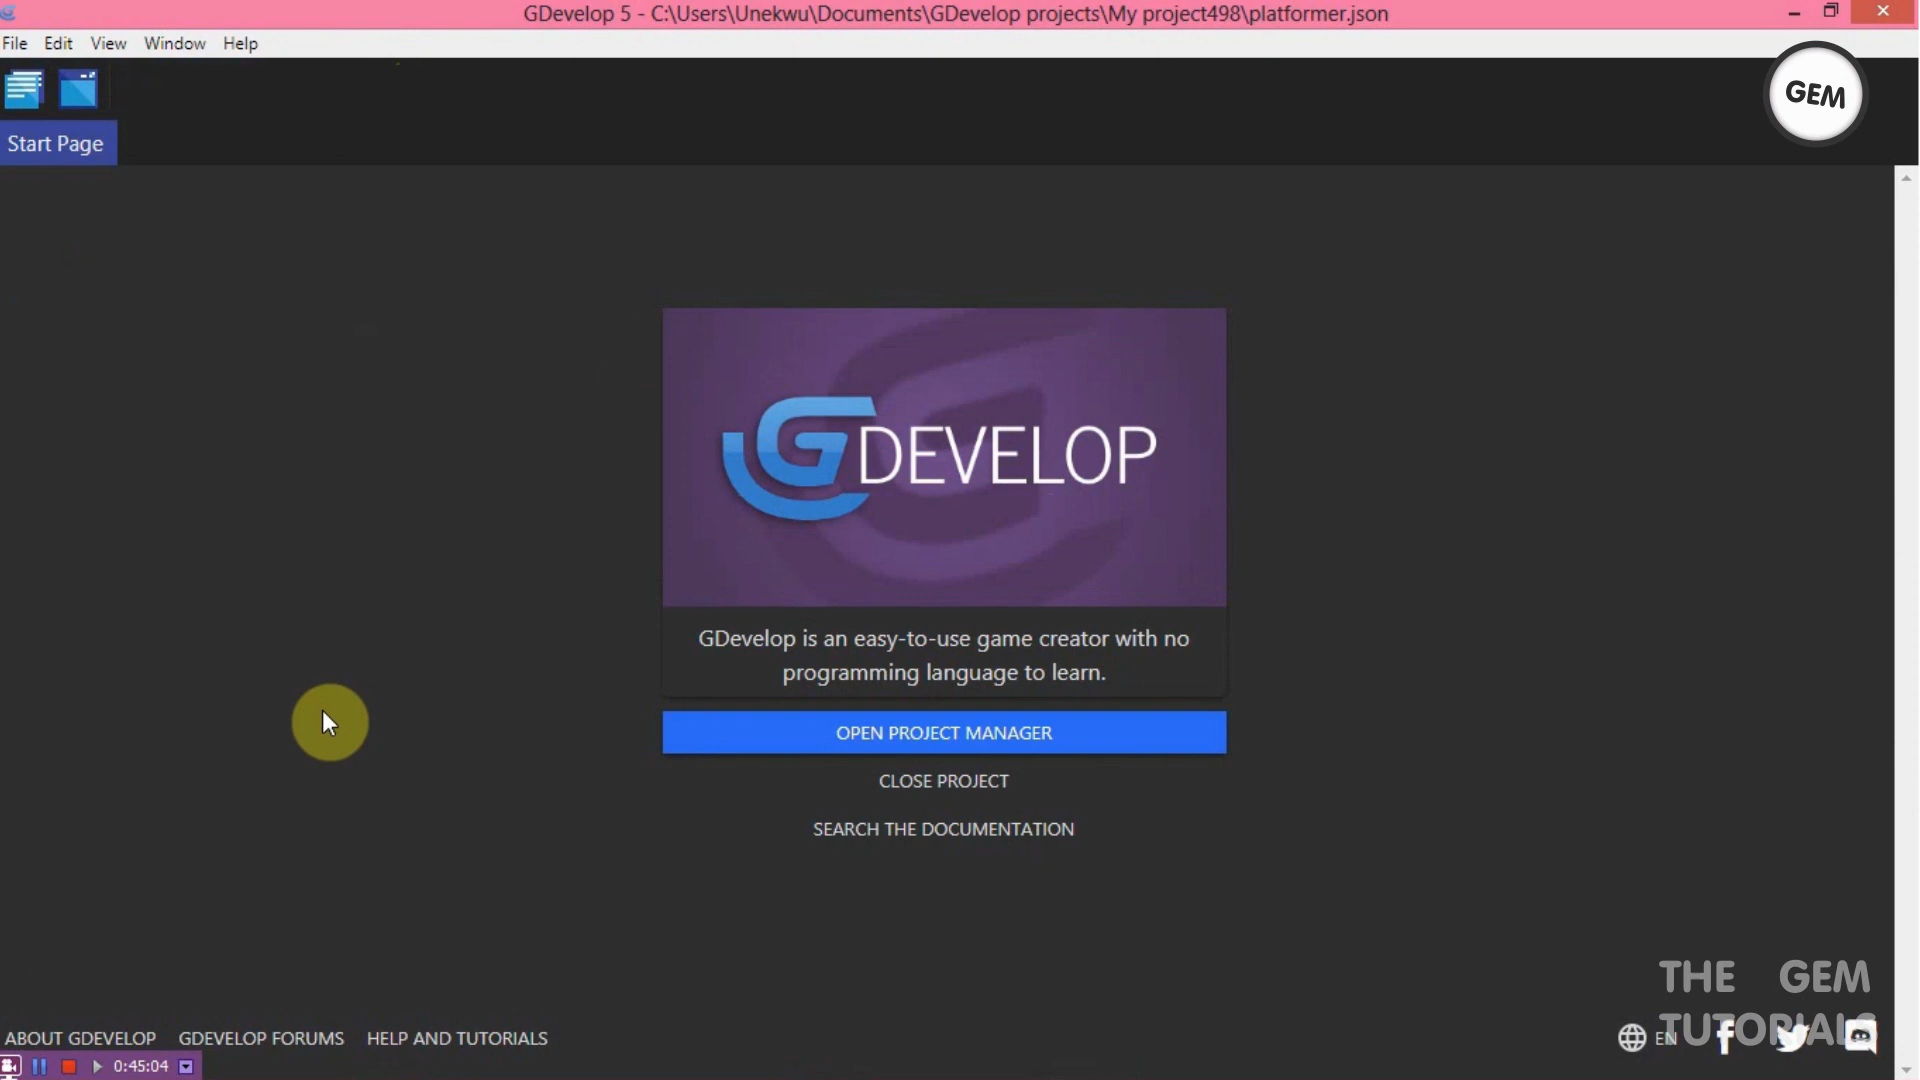 GDevelop 5 - C:\Users\Unekwu\Documents\GDevelop projects\My project498\platformer.json
File Edit View Window Help
GEM
Start Page
GDEVELOP
GDevelop is an easy-to-use game creator with no
programming language to learn.
OPEN PROJECT MANAGER
CLOSE PROJECT
SEARCH THE DOCUMENTATION
THE GEM
TUTORIALS
ABOUT GDEVELOP GDEVELOP FORUMS HELP AND TUTORIALS
EN
0:45:04